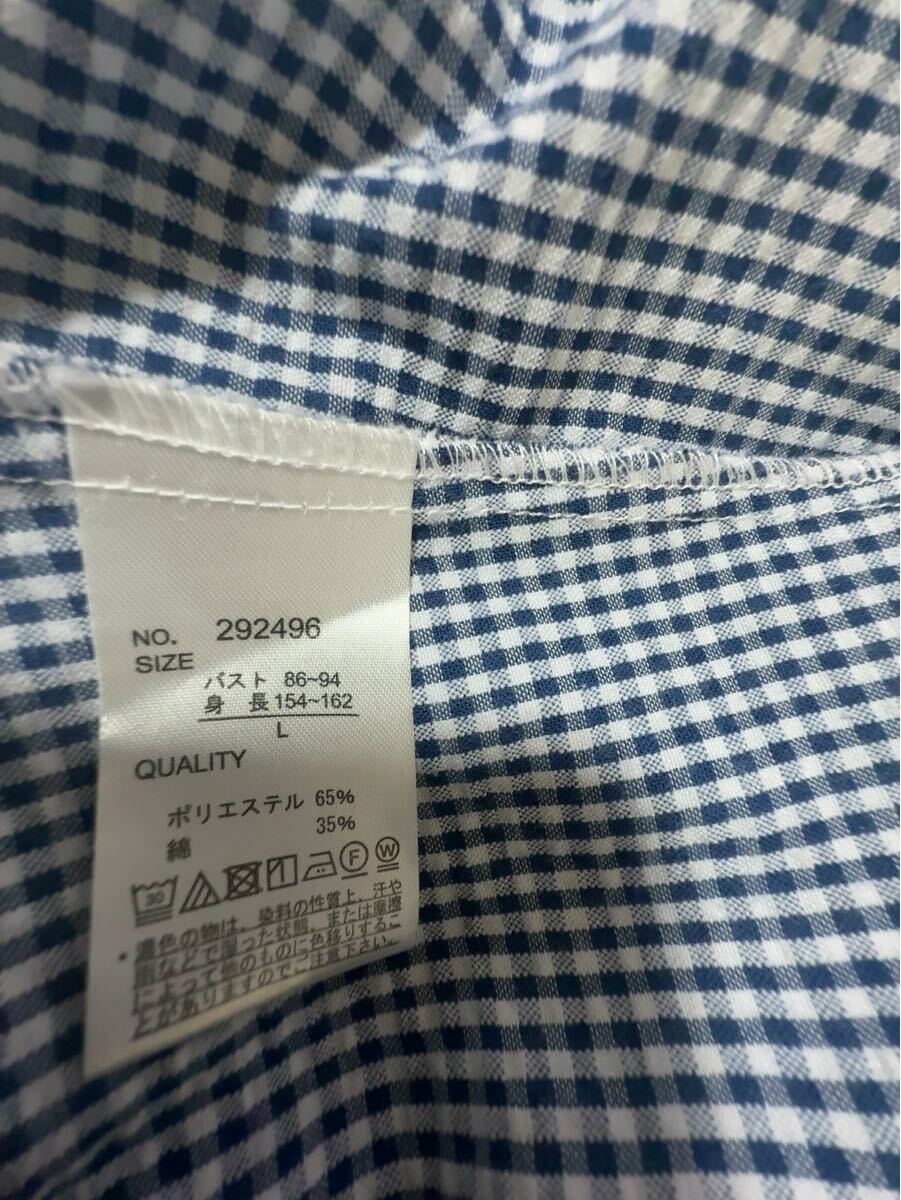 NO. 292496
SIZE
バスト 86~94
身 長 154~162
L
QUALITY
ポリエステル 65%
綿 35%
30 F W
・濃色の物は、染料の性質上、汗や
雨などで湿った状態、または摩擦
によって他のものに色移りするこ
とがありますのでご注意下さい。